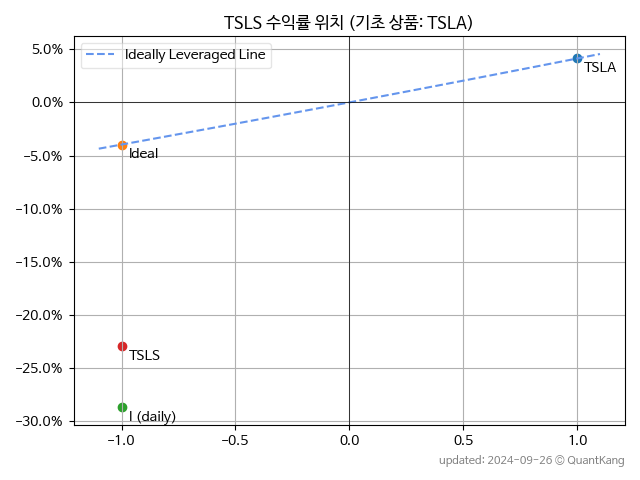 TSLS 수익률 위치 (기초 상품: TSLA)
Ideally Leveraged Line
5.0%
0.0%
-5.0%
-10.0%
-15.0%
-20.0%
-25.0%
-30.0%
TSLA
Ideal
TSLS
I (daily)
-1.0
-0.5
0.0
0.5
1.0
updated: 2024-09-26 © QuantKang